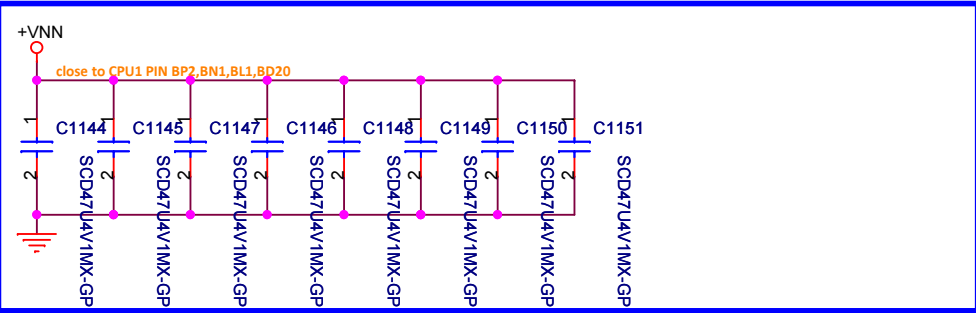 +VNN
close to CPU1 PIN BP2,BN1,BL1,BD20
1 1 1 1 1 1 1 1
C1144 C1145 C1147 C1146 C1148 C1149 C1150 C1151
2 2 2 2 2 2 2 2
SCD47U4V1MX-GP
SCD47U4V1MX-GP
SCD47U4V1MX-GP
SCD47U4V1MX-GP
SCD47U4V1MX-GP
SCD47U4V1MX-GP
SCD47U4V1MX-GP
SCD47U4V1MX-GP